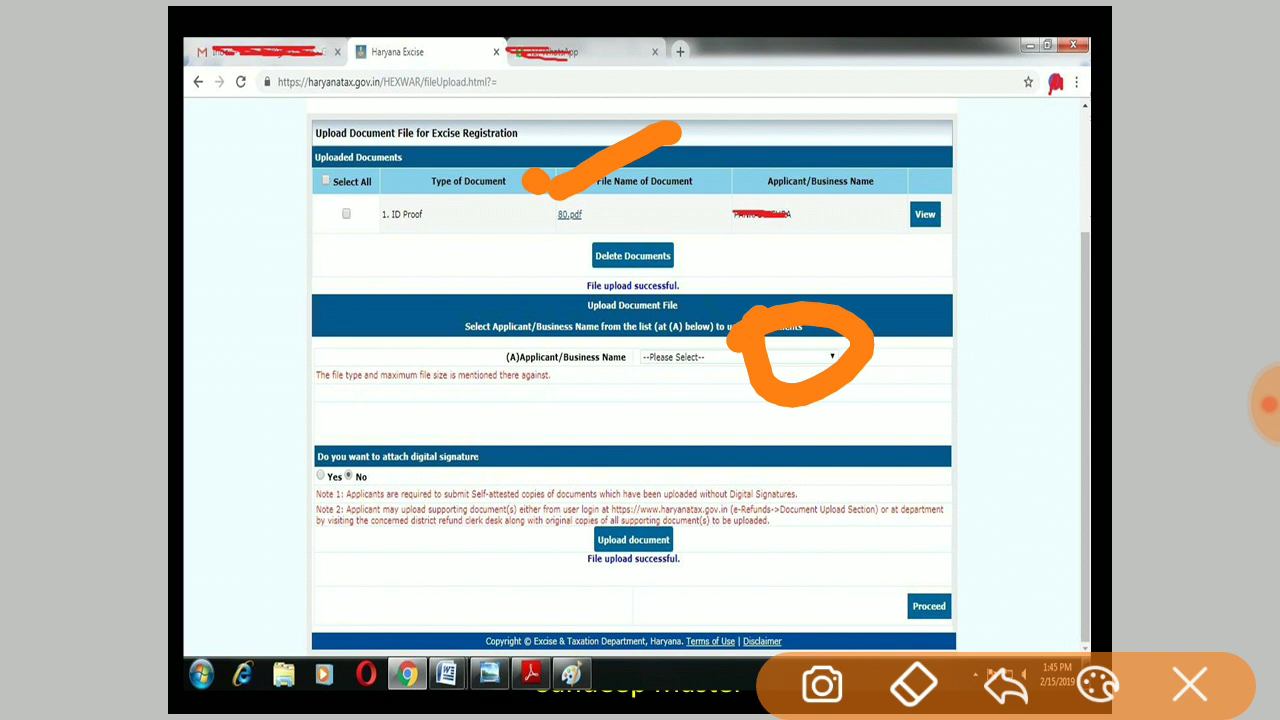 Haryana Excise
https://haryanatax.gov.in/HEXWAR/fileUpload.html?=
Upload Document File for Excise Registration
Uploaded Documents
Select All Type of Document File Name of Document Applicant/Business Name
1. ID Proof 80.pdf View
Delete Documents
File upload successful.
Upload Document File
Select Applicant/Business Name from the list (at (A) below) to
(A)Applicant/Business Name --Please Select--
The file type and maximum file size is mentioned there against.
Do you want to attach digital signature
Yes No
Note 1: Applicants are required to submit Self-attested copies of documents which have been uploaded without Digital Signatures.
Note 2: Applicant may upload supporting document(s) either from user login at https://www.haryanatax.gov.in (e-Refunds->Document Upload Section) or at department
by visiting the concerned district refund clerk desk along with original copies of all supporting document(s) to be uploaded.
Upload document
File upload successful.
Proceed
Copyright © Excise & Taxation Department, Haryana. Terms of Use | Disclaimer
1:45 PM
2/15/2019